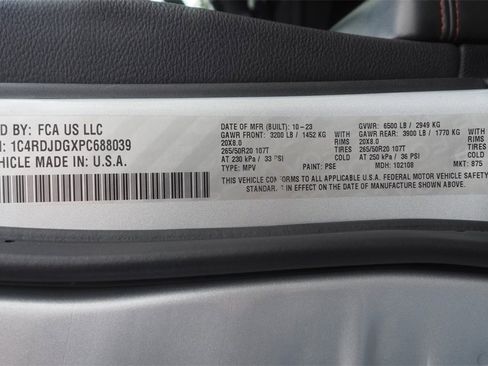 D BY: FCA US LLC
: 1C4RDJDGXPC688039
EHICLE MADE IN: U.S.A.
DATE OF MFR (BUILT): 10-23 GVWR: 6500 LB / 2949 KG
GAWR FRONT: 3200 LB / 1452 KG WITH GAWR REAR: 3900 LB / 1770 KG WITH
20X8.0 RIMS 20X8.0 RIMS
265/50R20 107T TIRES 265/50R20 107T TIRES
AT 230 kPa / 33 PSI COLD AT 250 kPa / 36 PSI COLD
TYPE: MPV PAINT: PSE MDH: 102108 MKT: 875
THIS VEHICLE CONFORMS TO ALL APPLICABLE U.S.A. FEDERAL MOTOR VEHICLE SAFETY
STANDARDS IN EFFECT ON THE DATE OF MANUFACTURE SHOWN ABOVE